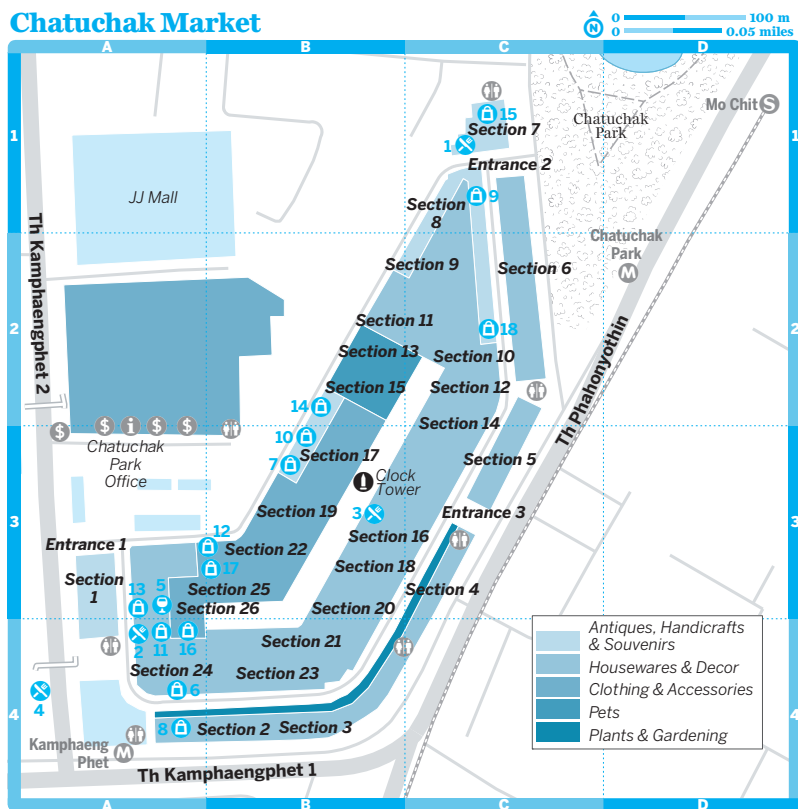 Chatuchak Market
N
0 100 m
0 0.05 miles
A
B
C
D
1
1
Mo Chit
S
15
Section 7
Chatuchak
Park
1
Entrance 2
JJ Mall
9
Section
8
Th Kamphaengphet 2
Chatuchak
Park
M
Section 9
Section 6
2
2
Section 11
18
Section 13
Section 10
Section 15
Section 12
14
Th Phahonyothin
Section 14
$
$
i
$
$
10
Chatuchak
Park
Office
Section 17
7
Section 5
Clock
Tower
Section 19
3
3
3
Entrance 3
12
Section 16
Entrance 1
Section 22
17
Section 18
Section
1
13
5
Section 25
Section 4
Section 26
Section 20
2
11
16
Section 21
Section 24
Section 23
6
4
4
4
8
Section 2
Section 3
Kamphaeng
Phet
M
Th Kamphaengphet 1
Antiques, Handicrafts
& Souvenirs
Housewares & Decor
Clothing & Accessories
Pets
Plants & Gardening
A
B
C
D